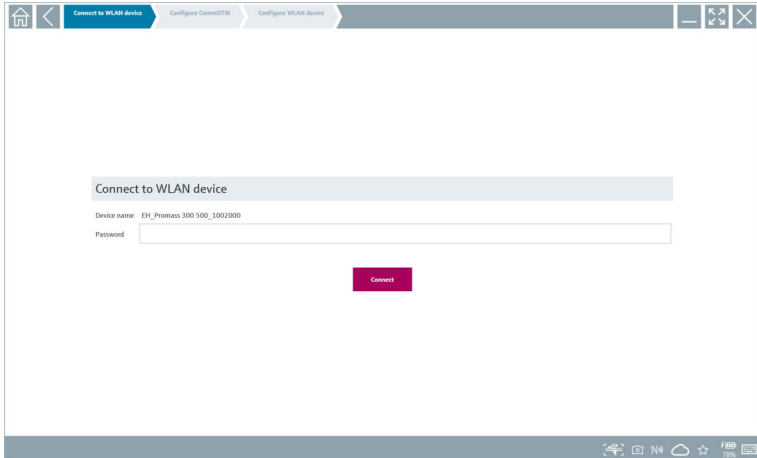 Connect to WLAN device
Configure CommDTM
Configure WLAN device
Connect to WLAN device
Device name EH_Promass 300 500_1002000
Password
Connect
N
78%